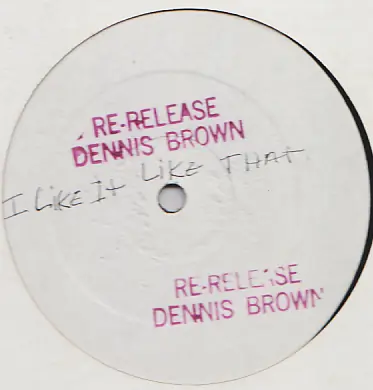 RE-RELEASE
DENNIS BROWN
I LiKE It LiKE THAT
RE-RELEASE
DENNIS BROWN